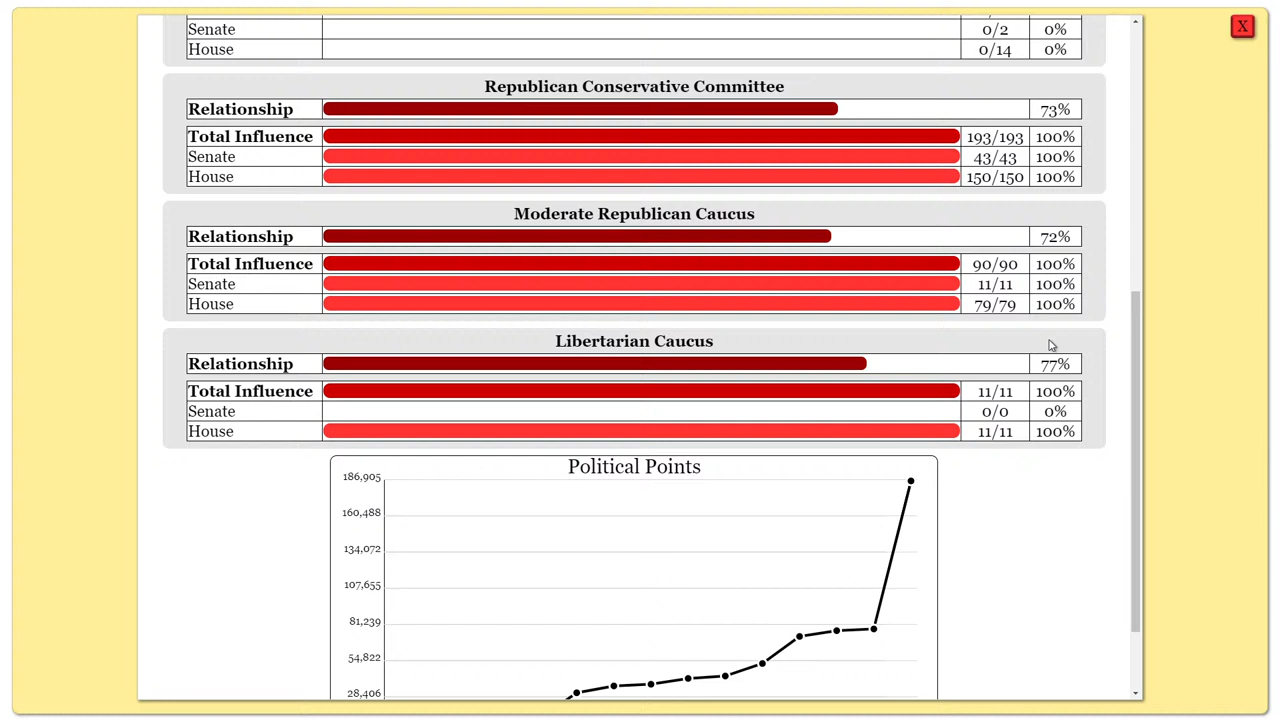 Senate 0/2 0%
House 0/14 0%
Republican Conservative Committee
Relationship 73%
Total Influence 193/193 100%
Senate 43/43 100%
House 150/150 100%
Moderate Republican Caucus
Relationship 72%
Total Influence 90/90 100%
Senate 11/11 100%
House 79/79 100%
Libertarian Caucus
Relationship 77%
Total Influence 11/11 100%
Senate 0/0 0%
House 11/11 100%
Political Points
186,905
160,488
134,072
107,655
81,239
54,822
28,406
X